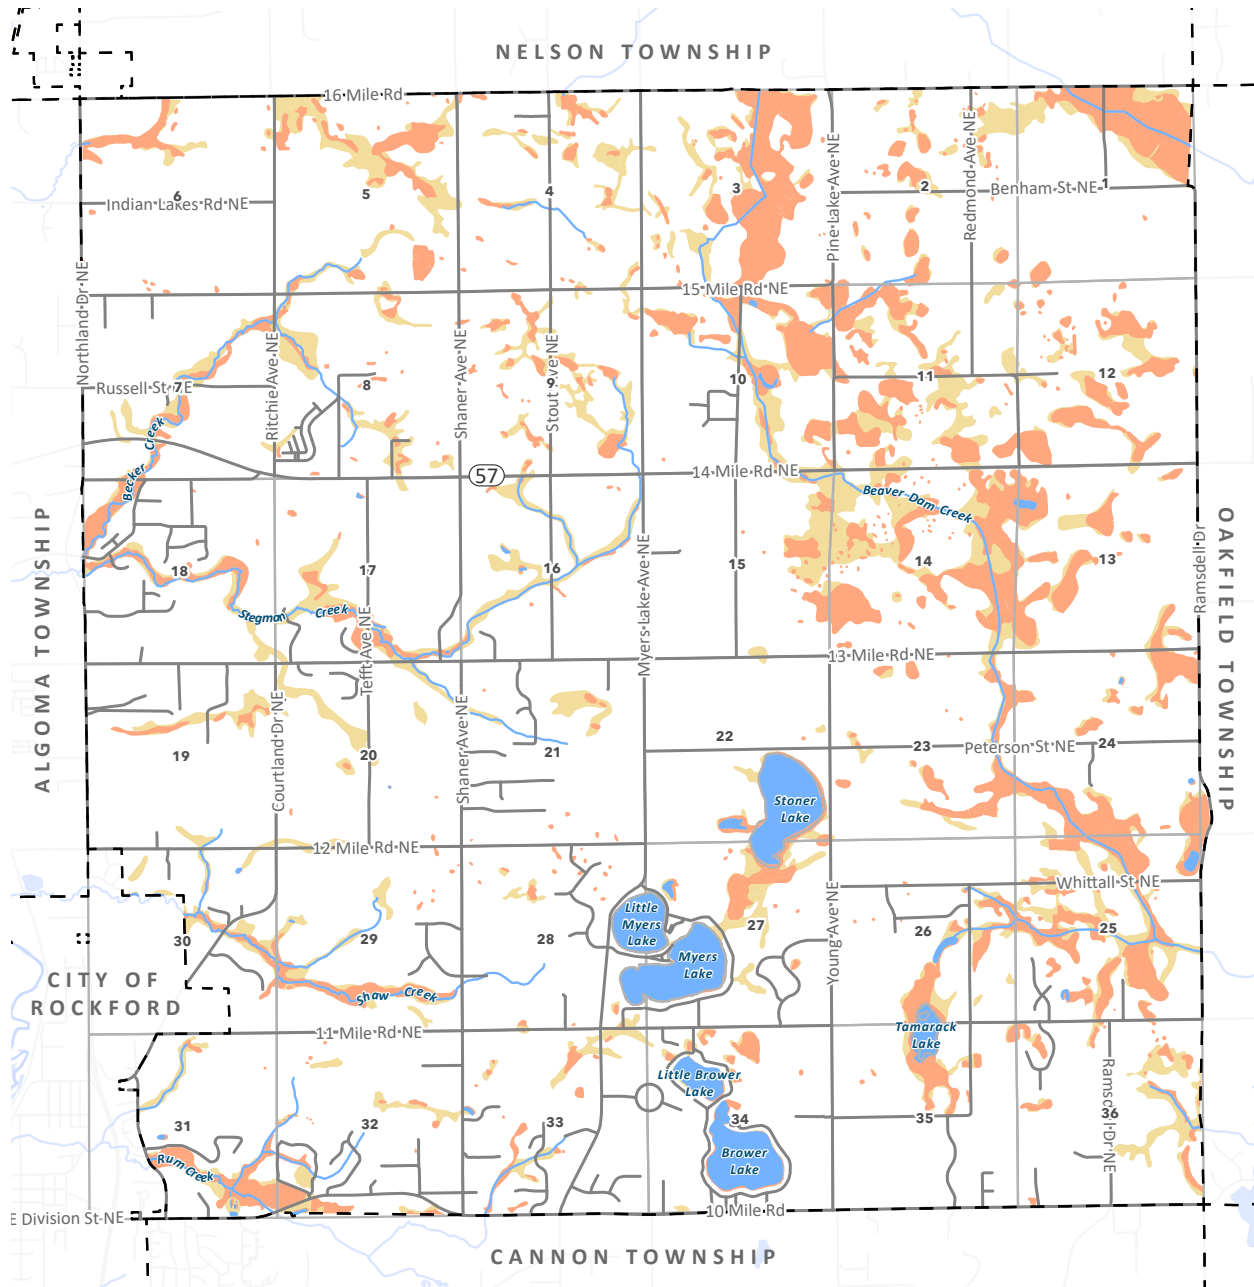 NELSON TOWNSHIP
16 Mile Rd
Pine Lake Ave NE
Redmond Ave NE
6
5
4
3
2
1
Benham St NE
Indian Lakes Rd NE
Northland Dr NE
15 Mile Rd NE
Ritchie Ave NE
Shaner Ave NE
Stout Ave NE
Russell St NE
7
8
9
10
11
12
Becker Creek
57
14 Mile Rd NE
Beaver Dam Creek
ALGOMA TOWNSHIP
OAKFIELD TOWNSHIP
Ramsdell Dr
18
17
16
15
14
13
Myers Lake Ave NE
Stegman Creek
Tefft Ave NE
13 Mile Rd NE
Courtland Dr NE
Shaner Ave NE
19
20
21
22
23
24
Peterson St NE
Stoner
Lake
12 Mile Rd NE
Whittall St NE
Young Ave NE
Little
Myers
Lake
30
29
28
27
26
25
Myers
Lake
CITY OF
ROCKFORD
Shaw Creek
11 Mile Rd NE
Tamarack
Lake
Little Brower
Lake
Ramsdell Dr NE
31
32
33
34
35
36
Rum Creek
Brower
Lake
E Division St NE
10 Mile Rd
CANNON TOWNSHIP